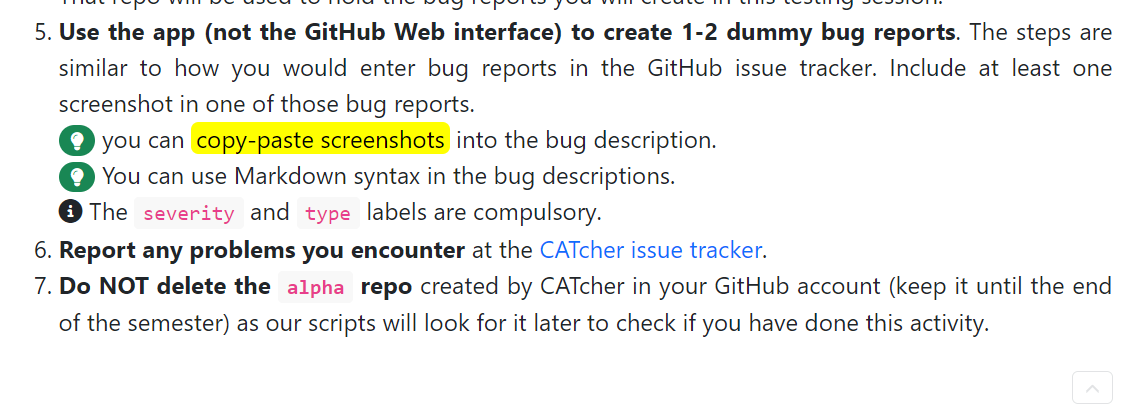 5. Use the app (not the GitHub Web interface) to create 1-2 dummy bug reports. The steps are
similar to how you would enter bug reports in the GitHub issue tracker. Include at least one
screenshot in one of those bug reports.
you can copy-paste screenshots into the bug description.
You can use Markdown syntax in the bug descriptions.
The severity and type labels are compulsory.
6. Report any problems you encounter at the CATcher issue tracker.
7. Do NOT delete the alpha repo created by CATcher in your GitHub account (keep it until the end
of the semester) as our scripts will look for it later to check if you have done this activity.